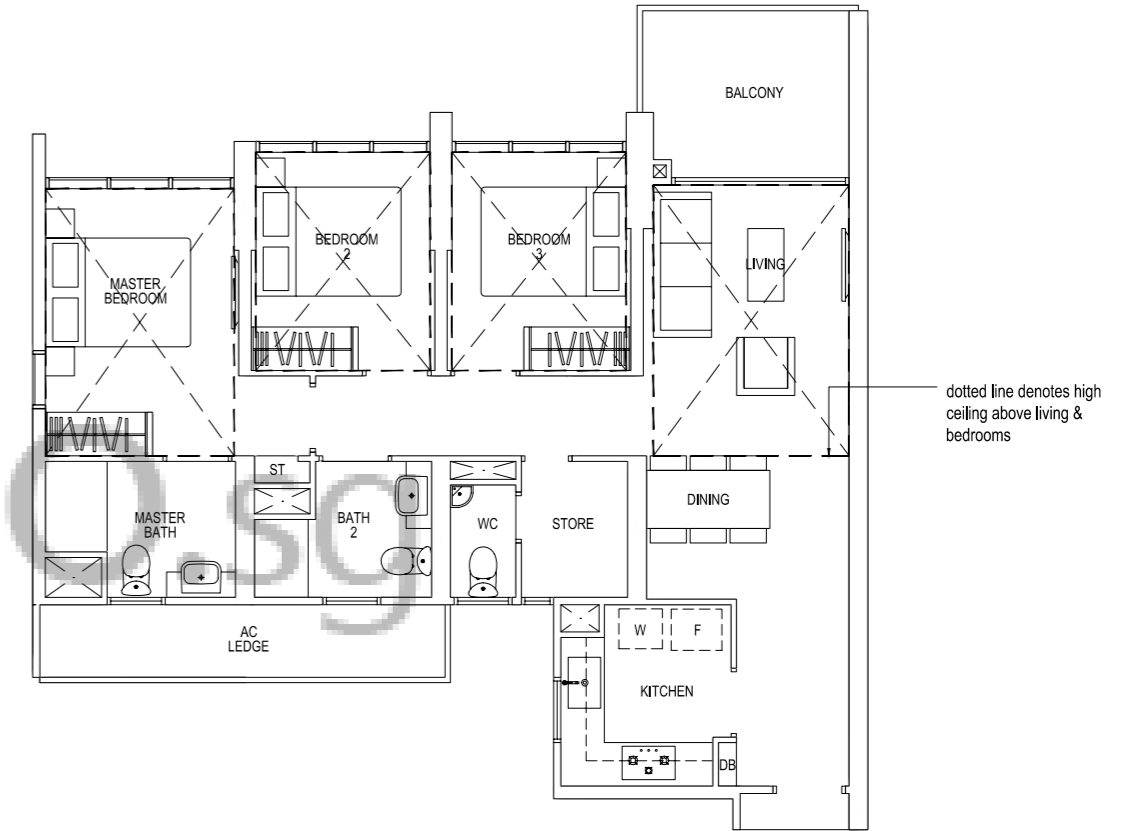 BALCONY
BEDROOM
2
BEDROOM
3
LIVING
MASTER
BEDROOM
dotted line denotes high
ceiling above living &
bedrooms
ST
DINING
MASTER
BATH
BATH
2
WC
STORE
AC
LEDGE
W
F
KITCHEN
DB
o.sg